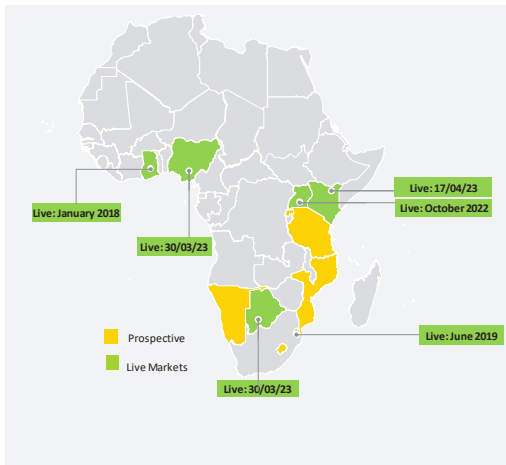 Live: 17/04/23
Live: October 2022
Live: January 2018
Live: 30/03/23
Live: June 2019
Prospective
Live Markets
Live: 30/03/23